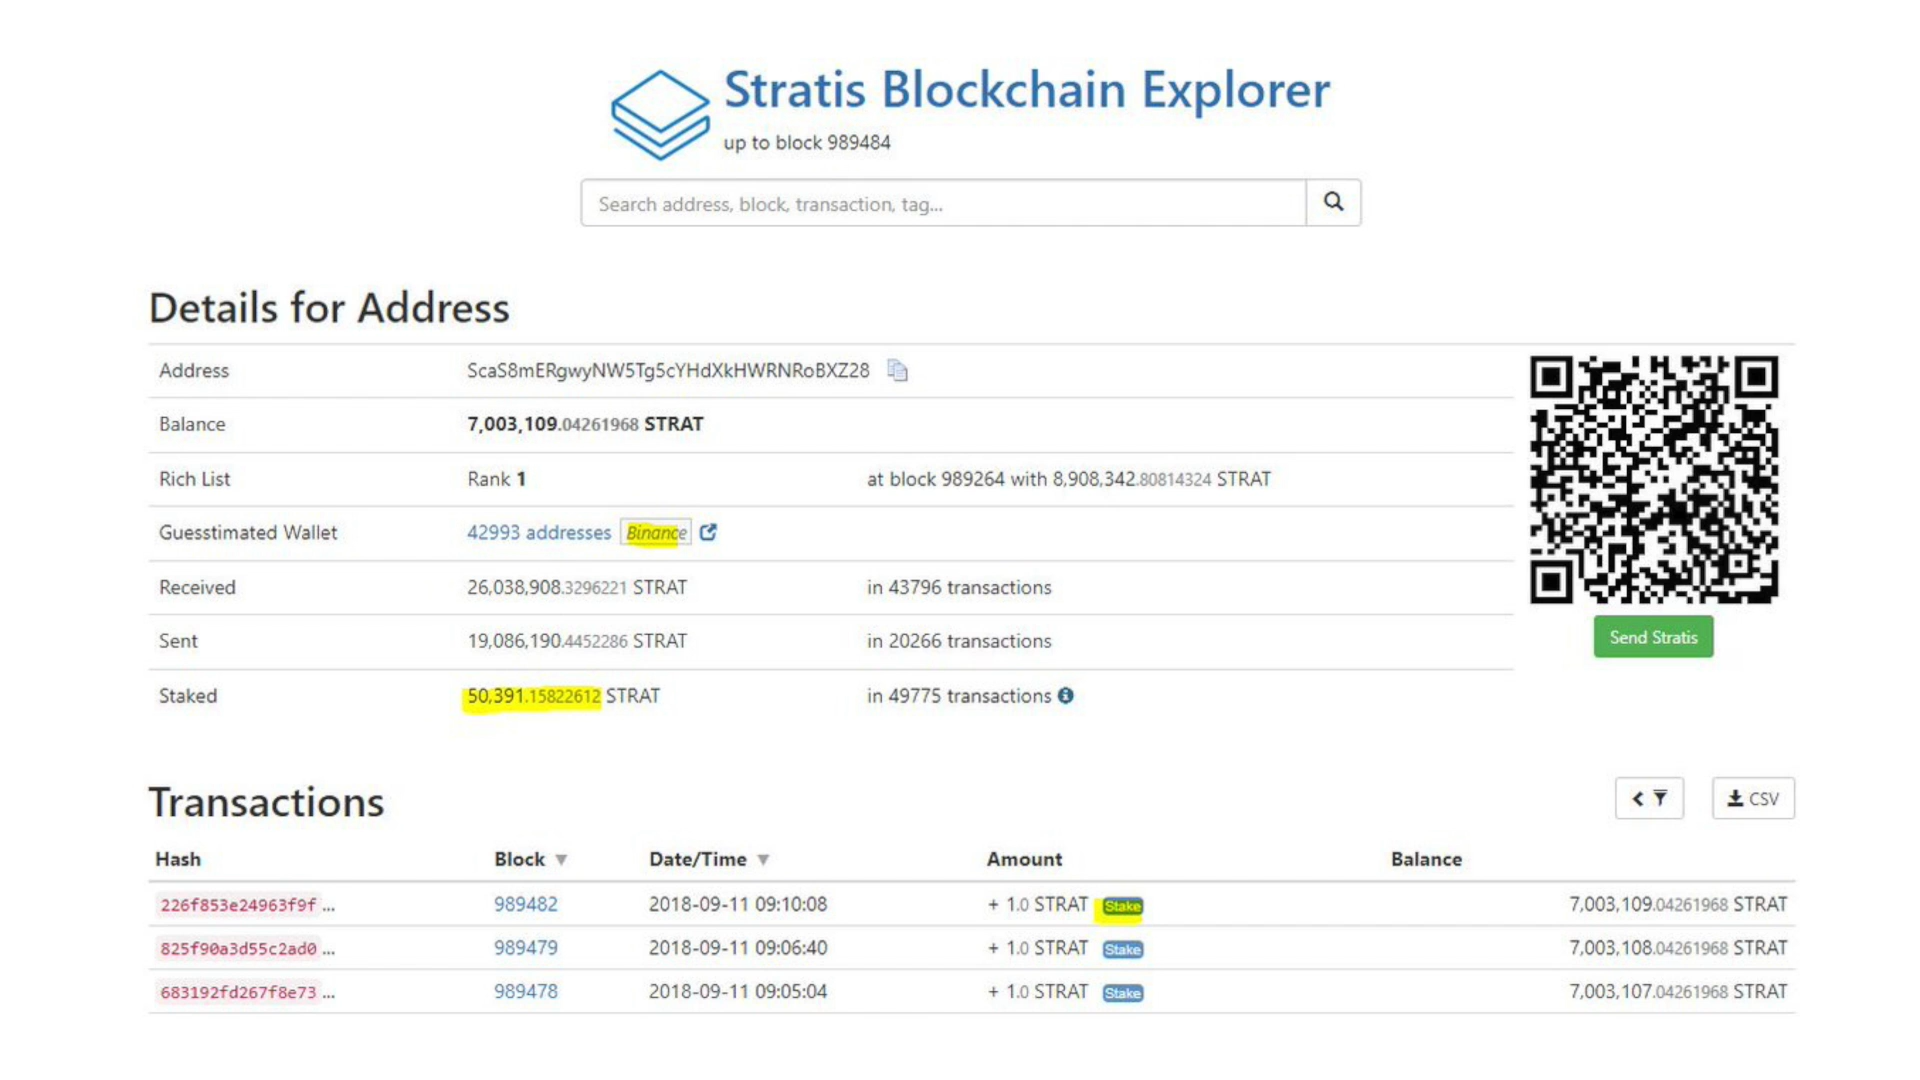 Stratis Blockchain Explorer
up to block 989484
Search address, block, transaction, tag...
Details for Address
Address ScaS8mERgwyNW5Tg5cYHdXkHWRNRoBXZ28
Balance 7,003,109.04261968 STRAT
Rich List Rank 1 at block 989264 with 8,908,342.80814324 STRAT
Guesstimated Wallet 42993 addresses Binance
Received 26,038,908.3296221 STRAT in 43796 transactions
Sent 19,086,190.4452286 STRAT in 20266 transactions
Send Stratis
Staked 50,391.15822612 STRAT in 49775 transactions
Transactions
CSV
Hash Block Date/Time Amount Balance
226f853e24963f9f ... 989482 2018-09-11 09:10:08 + 1.0 STRAT Stake 7,003,109.04261968 STRAT
825f90a3d55c2ad0 ... 989479 2018-09-11 09:06:40 + 1.0 STRAT Stake 7,003,108.04261968 STRAT
683192fd267f8e73 ... 989478 2018-09-11 09:05:04 + 1.0 STRAT Stake 7,003,107.04261968 STRAT